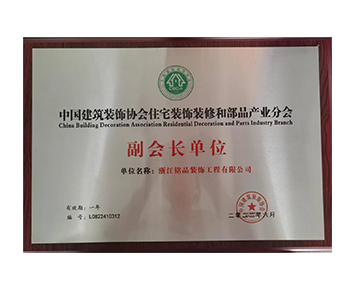 中国建筑装饰协会住宅装饰装修和部品产业分会
China Building Decoration Association Residential Decoration and Parts Industry Branch
副会长单位
单位名称：浙江铭品装饰工程有限公司
有效期：一年
编 号：L0822410312
二零二二年六月